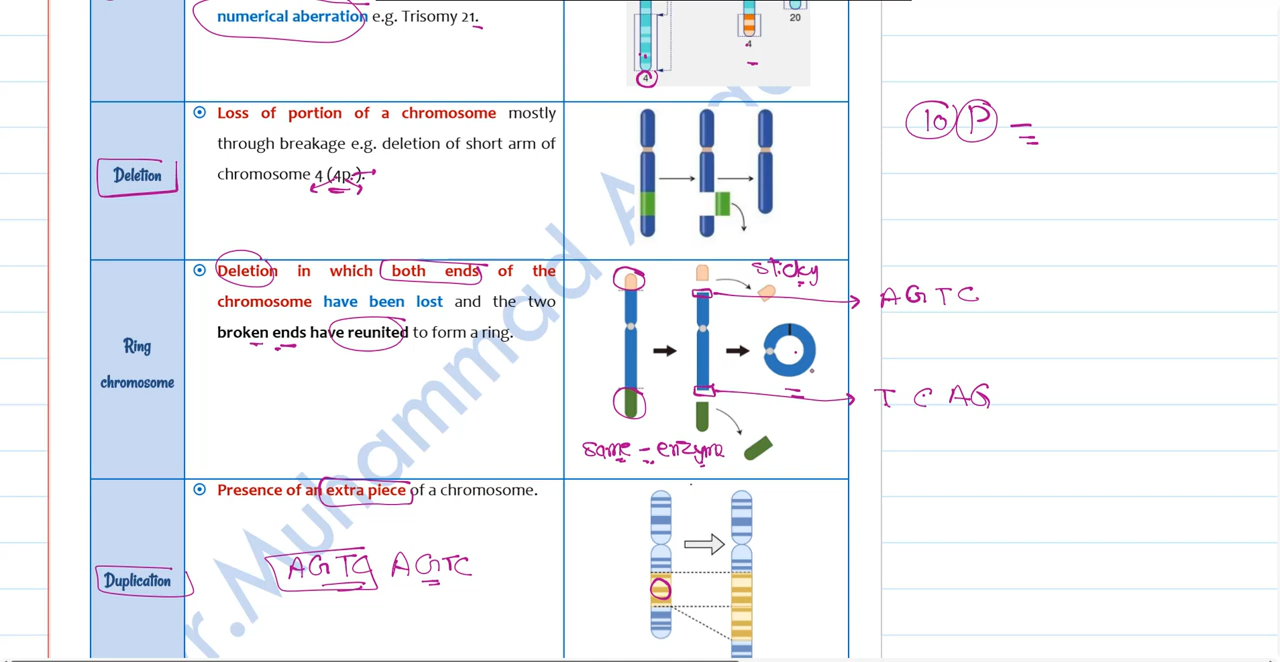 numerical aberration e.g. Trisomy 21.
20
4
4
Deletion
Loss of portion of a chromosome mostly
through breakage e.g. deletion of short arm of
chromosome 4 (4p-).
10 P
Ring
chromosome
Deletion in which both ends of the
chromosome have been lost and the two
broken ends have reunited to form a ring.
sticky
AGTC
TCAG
same - enzyme
Duplication
Presence of an extra piece of a chromosome.
AGTC AGTC
r.Muhammad A